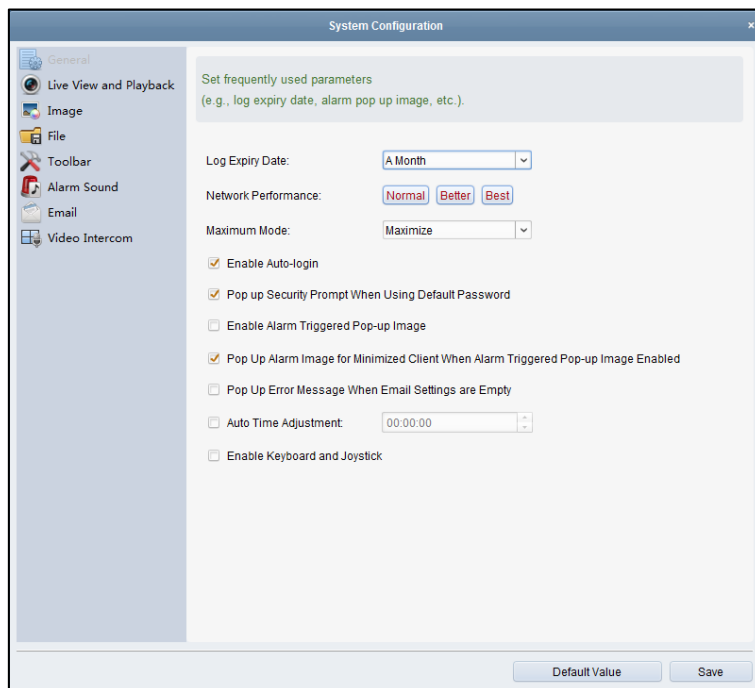 System Configuration
×
General
Live View and Playback
Image
File
Toolbar
Alarm Sound
Email
Video Intercom
Set frequently used parameters
(e.g., log expiry date, alarm pop up image, etc.).
Log Expiry Date: A Month
Network Performance: Normal Better Best
Maximum Mode: Maximize
Enable Auto-login
Pop up Security Prompt When Using Default Password
Enable Alarm Triggered Pop-up Image
Pop Up Alarm Image for Minimized Client When Alarm Triggered Pop-up Image Enabled
Pop Up Error Message When Email Settings are Empty
Auto Time Adjustment: 00:00:00
Enable Keyboard and Joystick
Default Value Save